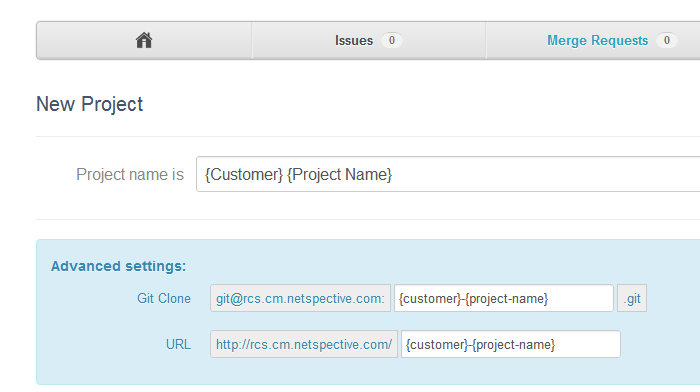 Issues 0 Merge Requests 0
New Project
Project name is {Customer} {Project Name}
Advanced settings:
Git Clone git@rcs.cm.netspective.com: {customer}-{project-name} .git
URL http://rcs.cm.netspective.com/ {customer}-{project-name}